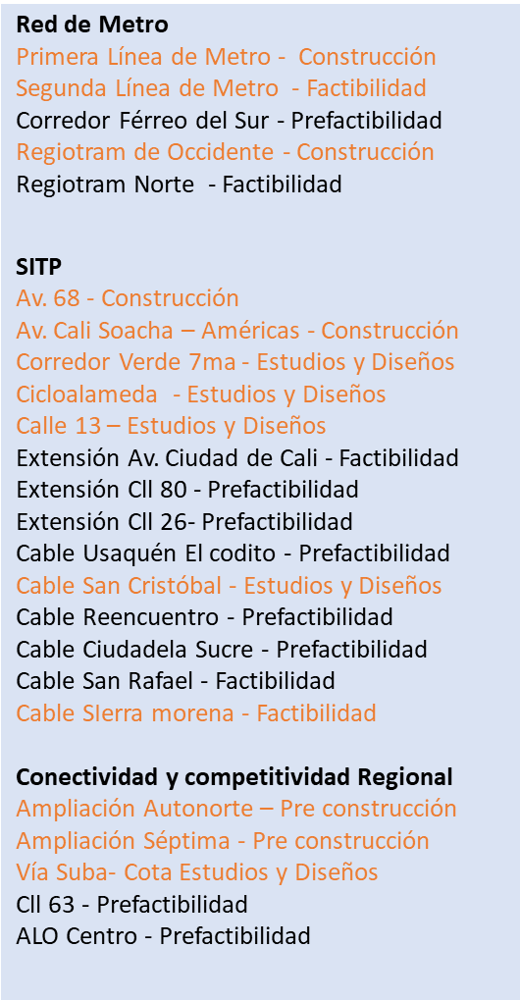 Red de Metro
Primera Línea de Metro -  Construcción
Segunda Línea de Metro  - Factibilidad
Corredor Férreo del Sur - Prefactibilidad
Regiotram de Occidente - Construcción
Regiotram Norte  - Factibilidad
SITP
Av. 68 - Construcción
Av. Cali Soacha – Américas - Construcción
Corredor Verde 7ma - Estudios y Diseños
Cicloalameda  - Estudios y Diseños
Calle 13 – Estudios y Diseños
Extensión Av. Ciudad de Cali - Factibilidad
Extensión Cll 80 - Prefactibilidad
Extensión Cll 26- Prefactibilidad
Cable Usaquén El codito - Prefactibilidad
Cable San Cristóbal - Estudios y Diseños
Cable Reencuentro - Prefactibilidad
Cable Ciudadela Sucre - Prefactibilidad
Cable San Rafael - Factibilidad
Cable SIerra morena - Factibilidad
Conectividad y competitividad Regional
Ampliación Autonorte – Pre construcción
Ampliación Séptima - Pre construcción
Vía Suba- Cota Estudios y Diseños
Cll 63 - Prefactibilidad
ALO Centro - Prefactibilidad